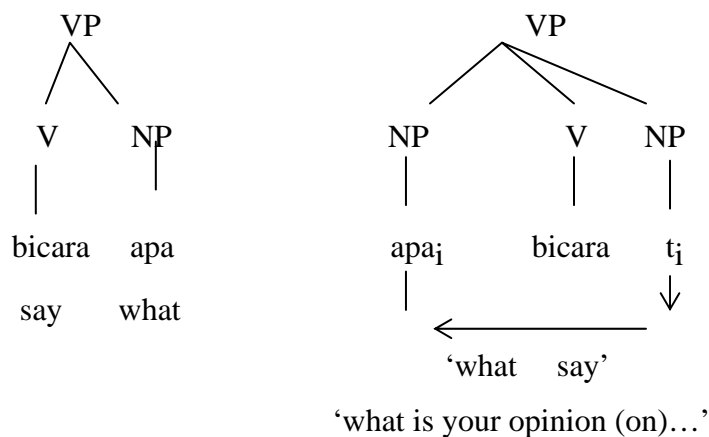 VP VP
V NP NP V NP
bicara apa apai bicara ti
say what
‘what say’
‘what is your opinion (on)…’